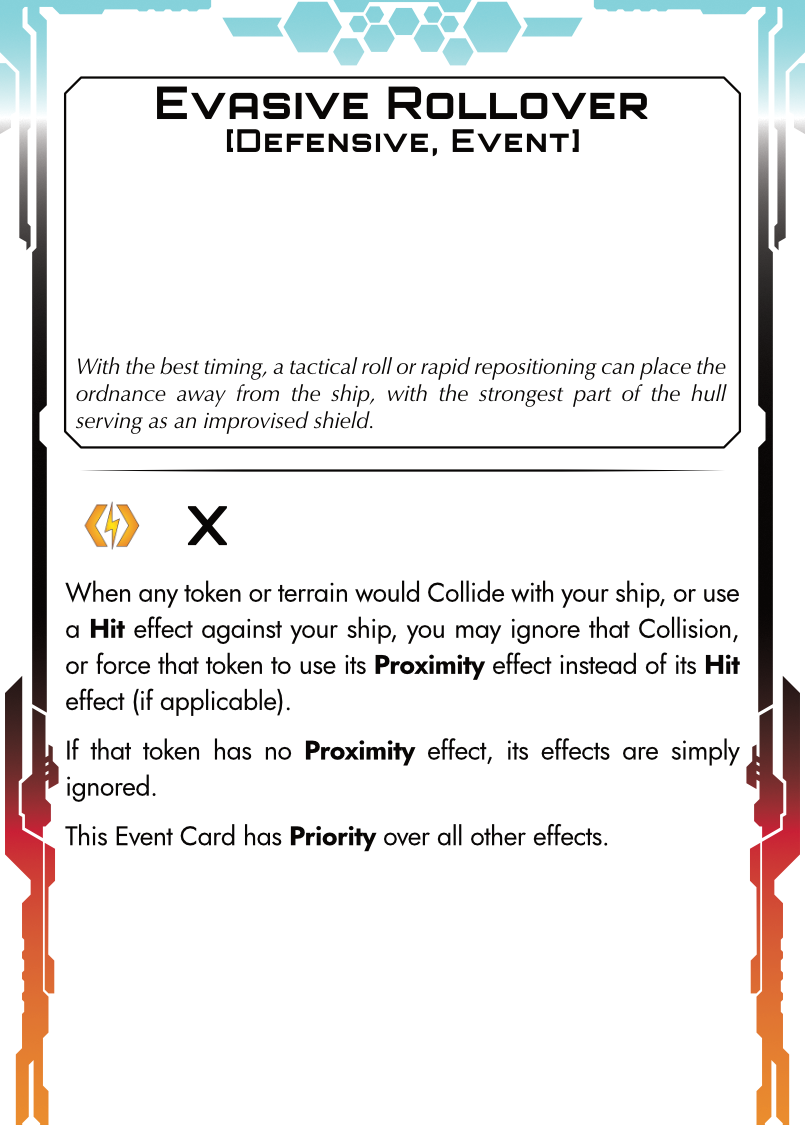 Evasive Rollover
[Defensive, Event]
With the best timing, a tactical roll or rapid repositioning can place the
ordnance away from the ship, with the strongest part of the hull
serving as an improvised shield.
X
When any token or terrain would Collide with your ship, or use
a Hit effect against your ship, you may ignore that Collision,
or force that token to use its Proximity effect instead of its Hit
effect (if applicable).
If that token has no Proximity effect, its effects are simply
ignored.
This Event Card has Priority over all other effects.